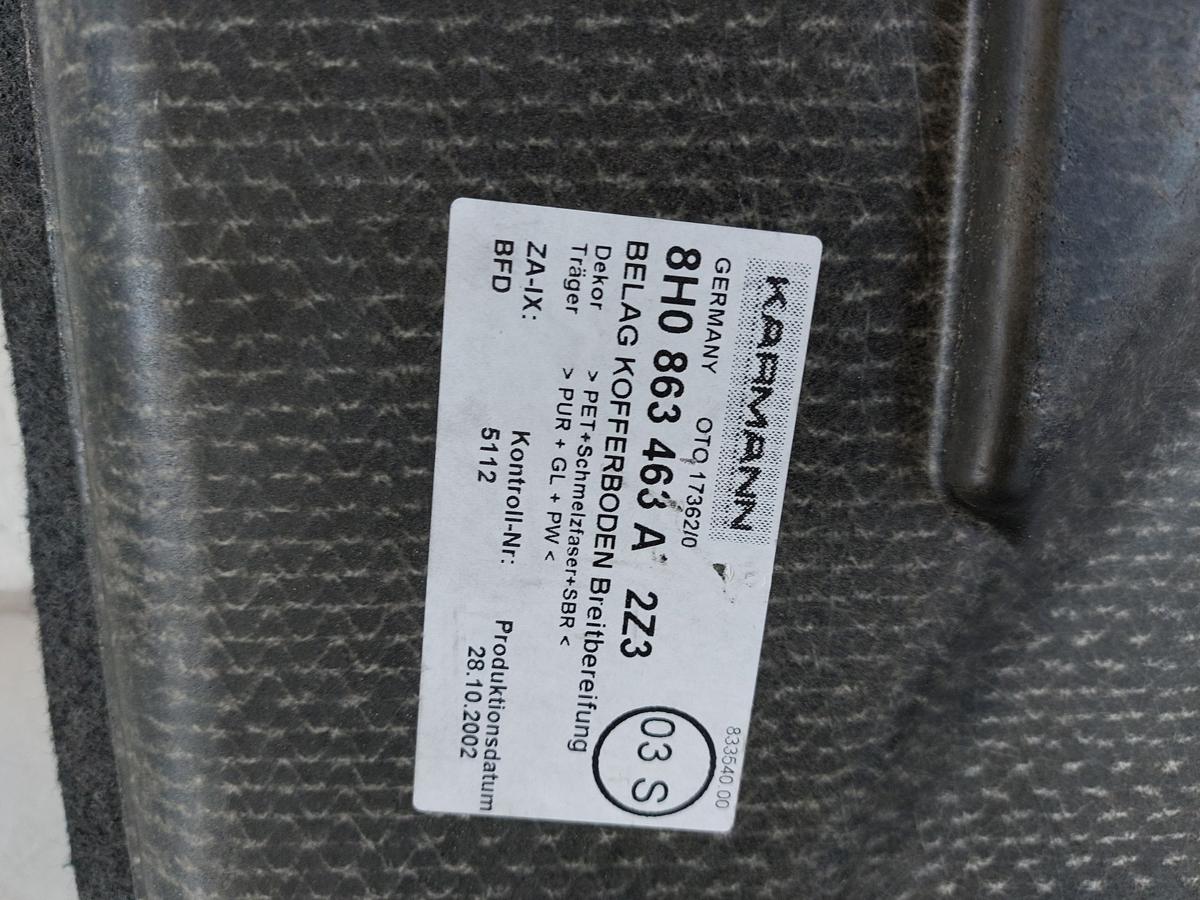 KARMANN
833540.00
GERMANY OTO 17362/0
8H0 863 463 A 2Z3
03 S
BELAG KOFFERBODEN Breitbereifung
Dekor > PET+Schmelzfaser+SBR <
Träger > PUR + GL + PW <
ZA-IX: Kontroll-Nr: Produktionsdatum
BFD 5112 28.10.2002